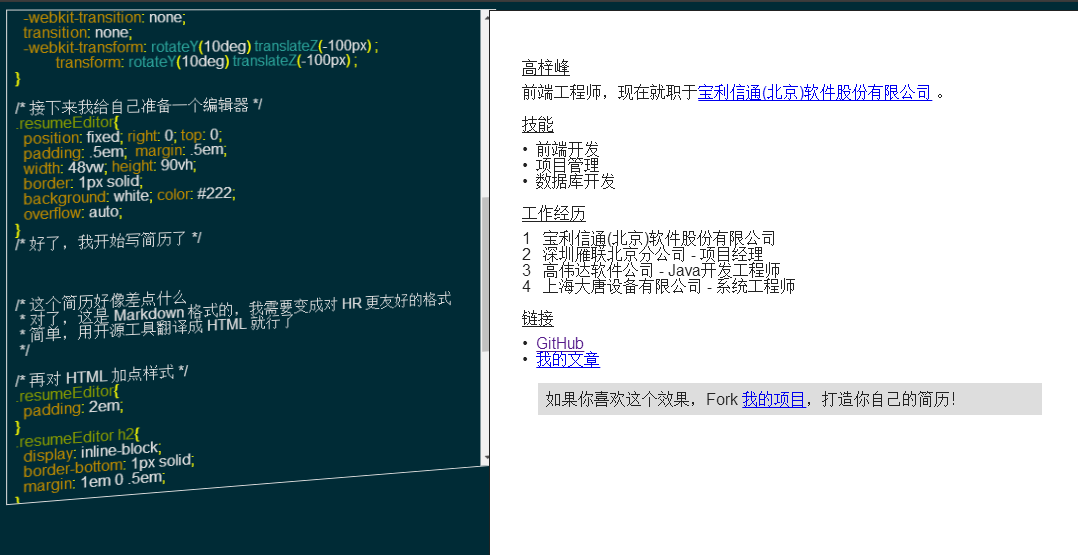 -webkit-transition: none;
transition: none;
-webkit-transform: rotateY(10deg) translateZ(-100px) ;
transform: rotateY(10deg) translateZ(-100px) ;
}
/* 接下来我给自己准备一个编辑器 */
.resumeEditor{
position: fixed; right: 0; top: 0;
padding: .5em; margin: .5em;
width: 48vw; height: 90vh;
border: 1px solid;
background: white; color: #222;
overflow: auto;
}
/* 好了，我开始写简历了 */
/* 这个简历好像差点什么
* 对了，这是 Markdown 格式的，我需要变成对 HR 更友好的格式
* 简单，用开源工具翻译成 HTML 就行了
*/
/* 再对 HTML 加点样式 */
.resumeEditor{
padding: 2em;
}
.resumeEditor h2{
display: inline-block;
border-bottom: 1px solid;
margin: 1em 0 .5em;
}
高梓峰
前端工程师，现在就职于宝利信通(北京)软件股份有限公司 。
技能
• 前端开发
• 项目管理
• 数据库开发
工作经历
1 宝利信通(北京)软件股份有限公司
2 深圳雁联北京分公司 - 项目经理
3 高伟达软件公司 - Java开发工程师
4 上海大唐设备有限公司 - 系统工程师
链接
• GitHub
• 我的文章
如果你喜欢这个效果，Fork 我的项目，打造你自己的简历！